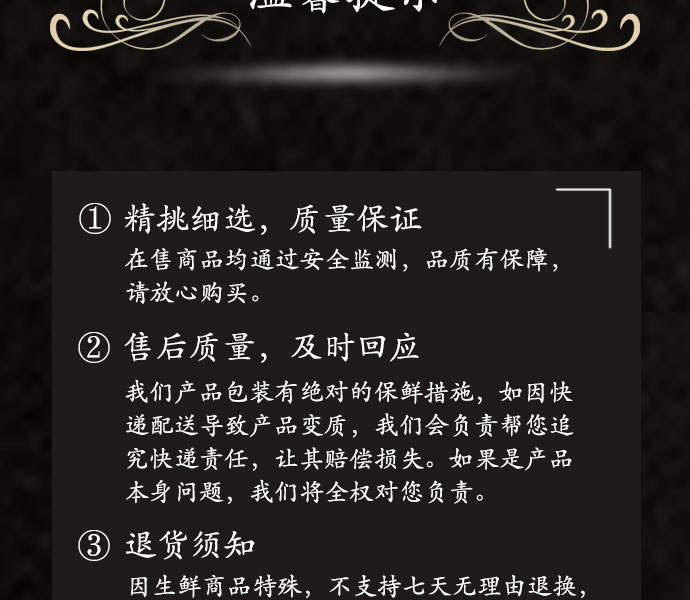 温馨提示
① 精挑细选，质量保证
在售商品均通过安全监测，品质有保障，
请放心购买。
② 售后质量，及时回应
我们产品包装有绝对的保鲜措施，如因快
递配送导致产品变质，我们会负责帮您追
究快递责任，让其赔偿损失。如果是产品
本身问题，我们将全权对您负责。
③ 退货须知
因生鲜商品特殊，不支持七天无理由退换，